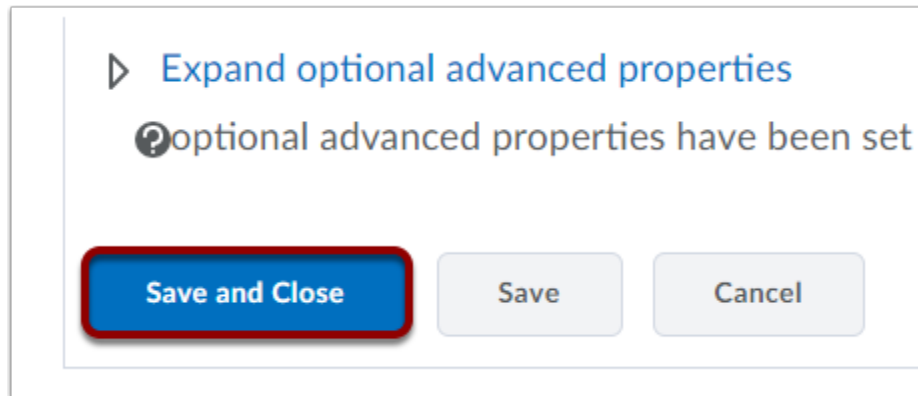 Expand optional advanced properties
optional advanced properties have been set
Save and Close Save Cancel